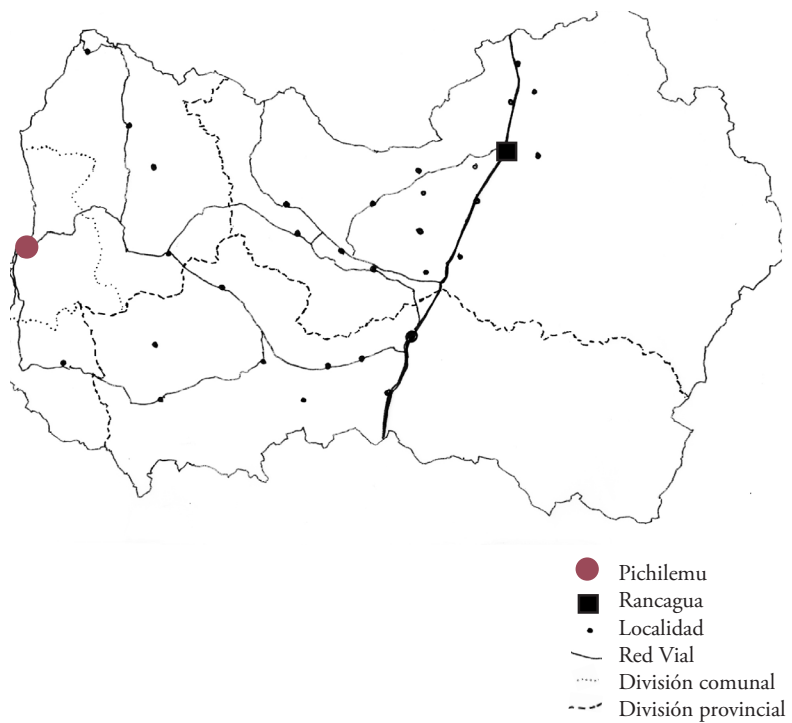 Pichilemu
Rancagua
Localidad
Red Vial
División comunal
División provincial